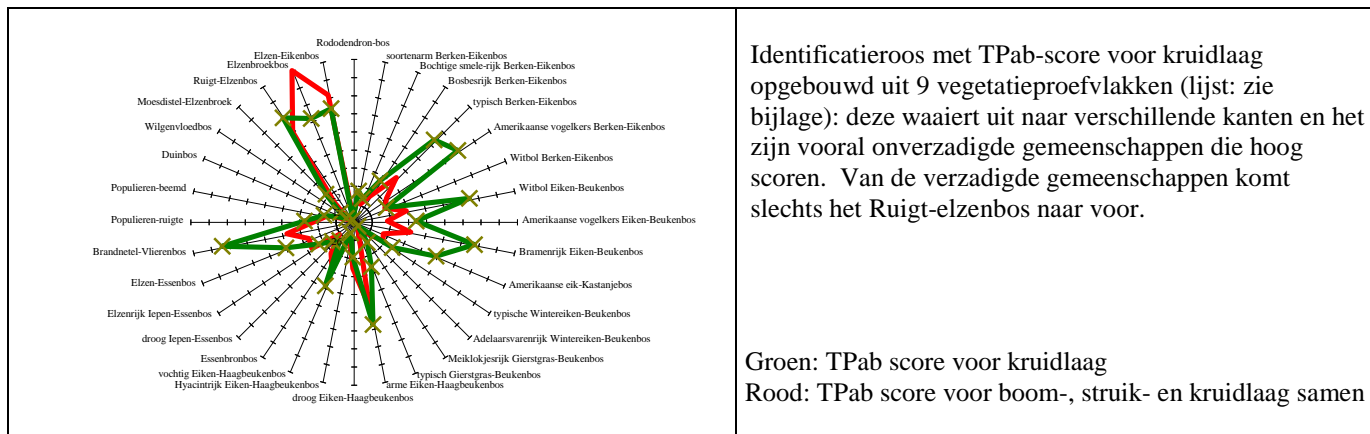 Rododendron-bos
Elzen-Eikenbos
soortenarm Berken-Eikenbos
Elzenbroekbos
Bochtige smele-rijk Berken-Eikenbos
Ruigt-Elzenbos
Bosbesrijk Berken-Eikenbos
Moesdistel-Elzenbroek
typisch Berken-Eikenbos
Wilgenvloedbos
Amerikaanse vogelkers Berken-Eikenbos
Duinbos
Witbol Berken-Eikenbos
Populieren-beemd
Witbol Eiken-Beukenbos
Populieren-ruigte
Amerikaanse vogelkers Eiken-Beukenbos
Brandnetel-Vlierenbos
Bramenrijk Eiken-Beukenbos
Elzen-Essenbos
Amerikaanse eik-Kastanjebos
Elzenrijk Iepen-Essenbos
typische Wintereiken-Beukenbos
droog Iepen-Essenbos
Adelaarsvarenrijk Wintereiken-Beukenbos
Essenbronbos
Meiklokjesrijk Gierstgras-Beukenbos
vochtig Eiken-Haagbeukenbos
typisch Gierstgras-Beukenbos
Hyacintrijk Eiken-Haagbeukenbos
arme Eiken-Haagbeukenbos
droog Eiken-Haagbeukenbos
Identificatieroos met TPab-score voor kruidlaag
opgebouwd uit 9 vegetatieproefvlakken (lijst: zie
bijlage): deze waaiert uit naar verschillende kanten en het
zijn vooral onverzadigde gemeenschappen die hoog
scoren. Van de verzadigde gemeenschappen komt
slechts het Ruigt-elzenbos naar voor.
Groen: TPab score voor kruidlaag
Rood: TPab score voor boom-, struik- en kruidlaag samen